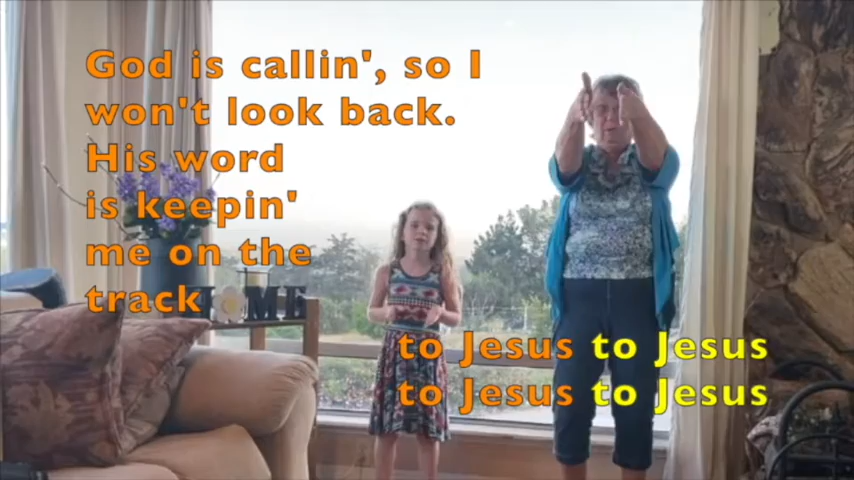 God is callin', so I
won't look back.
His word
is keepin'
me on the
track
HOME
to Jesus to Jesus
to Jesus to Jesus